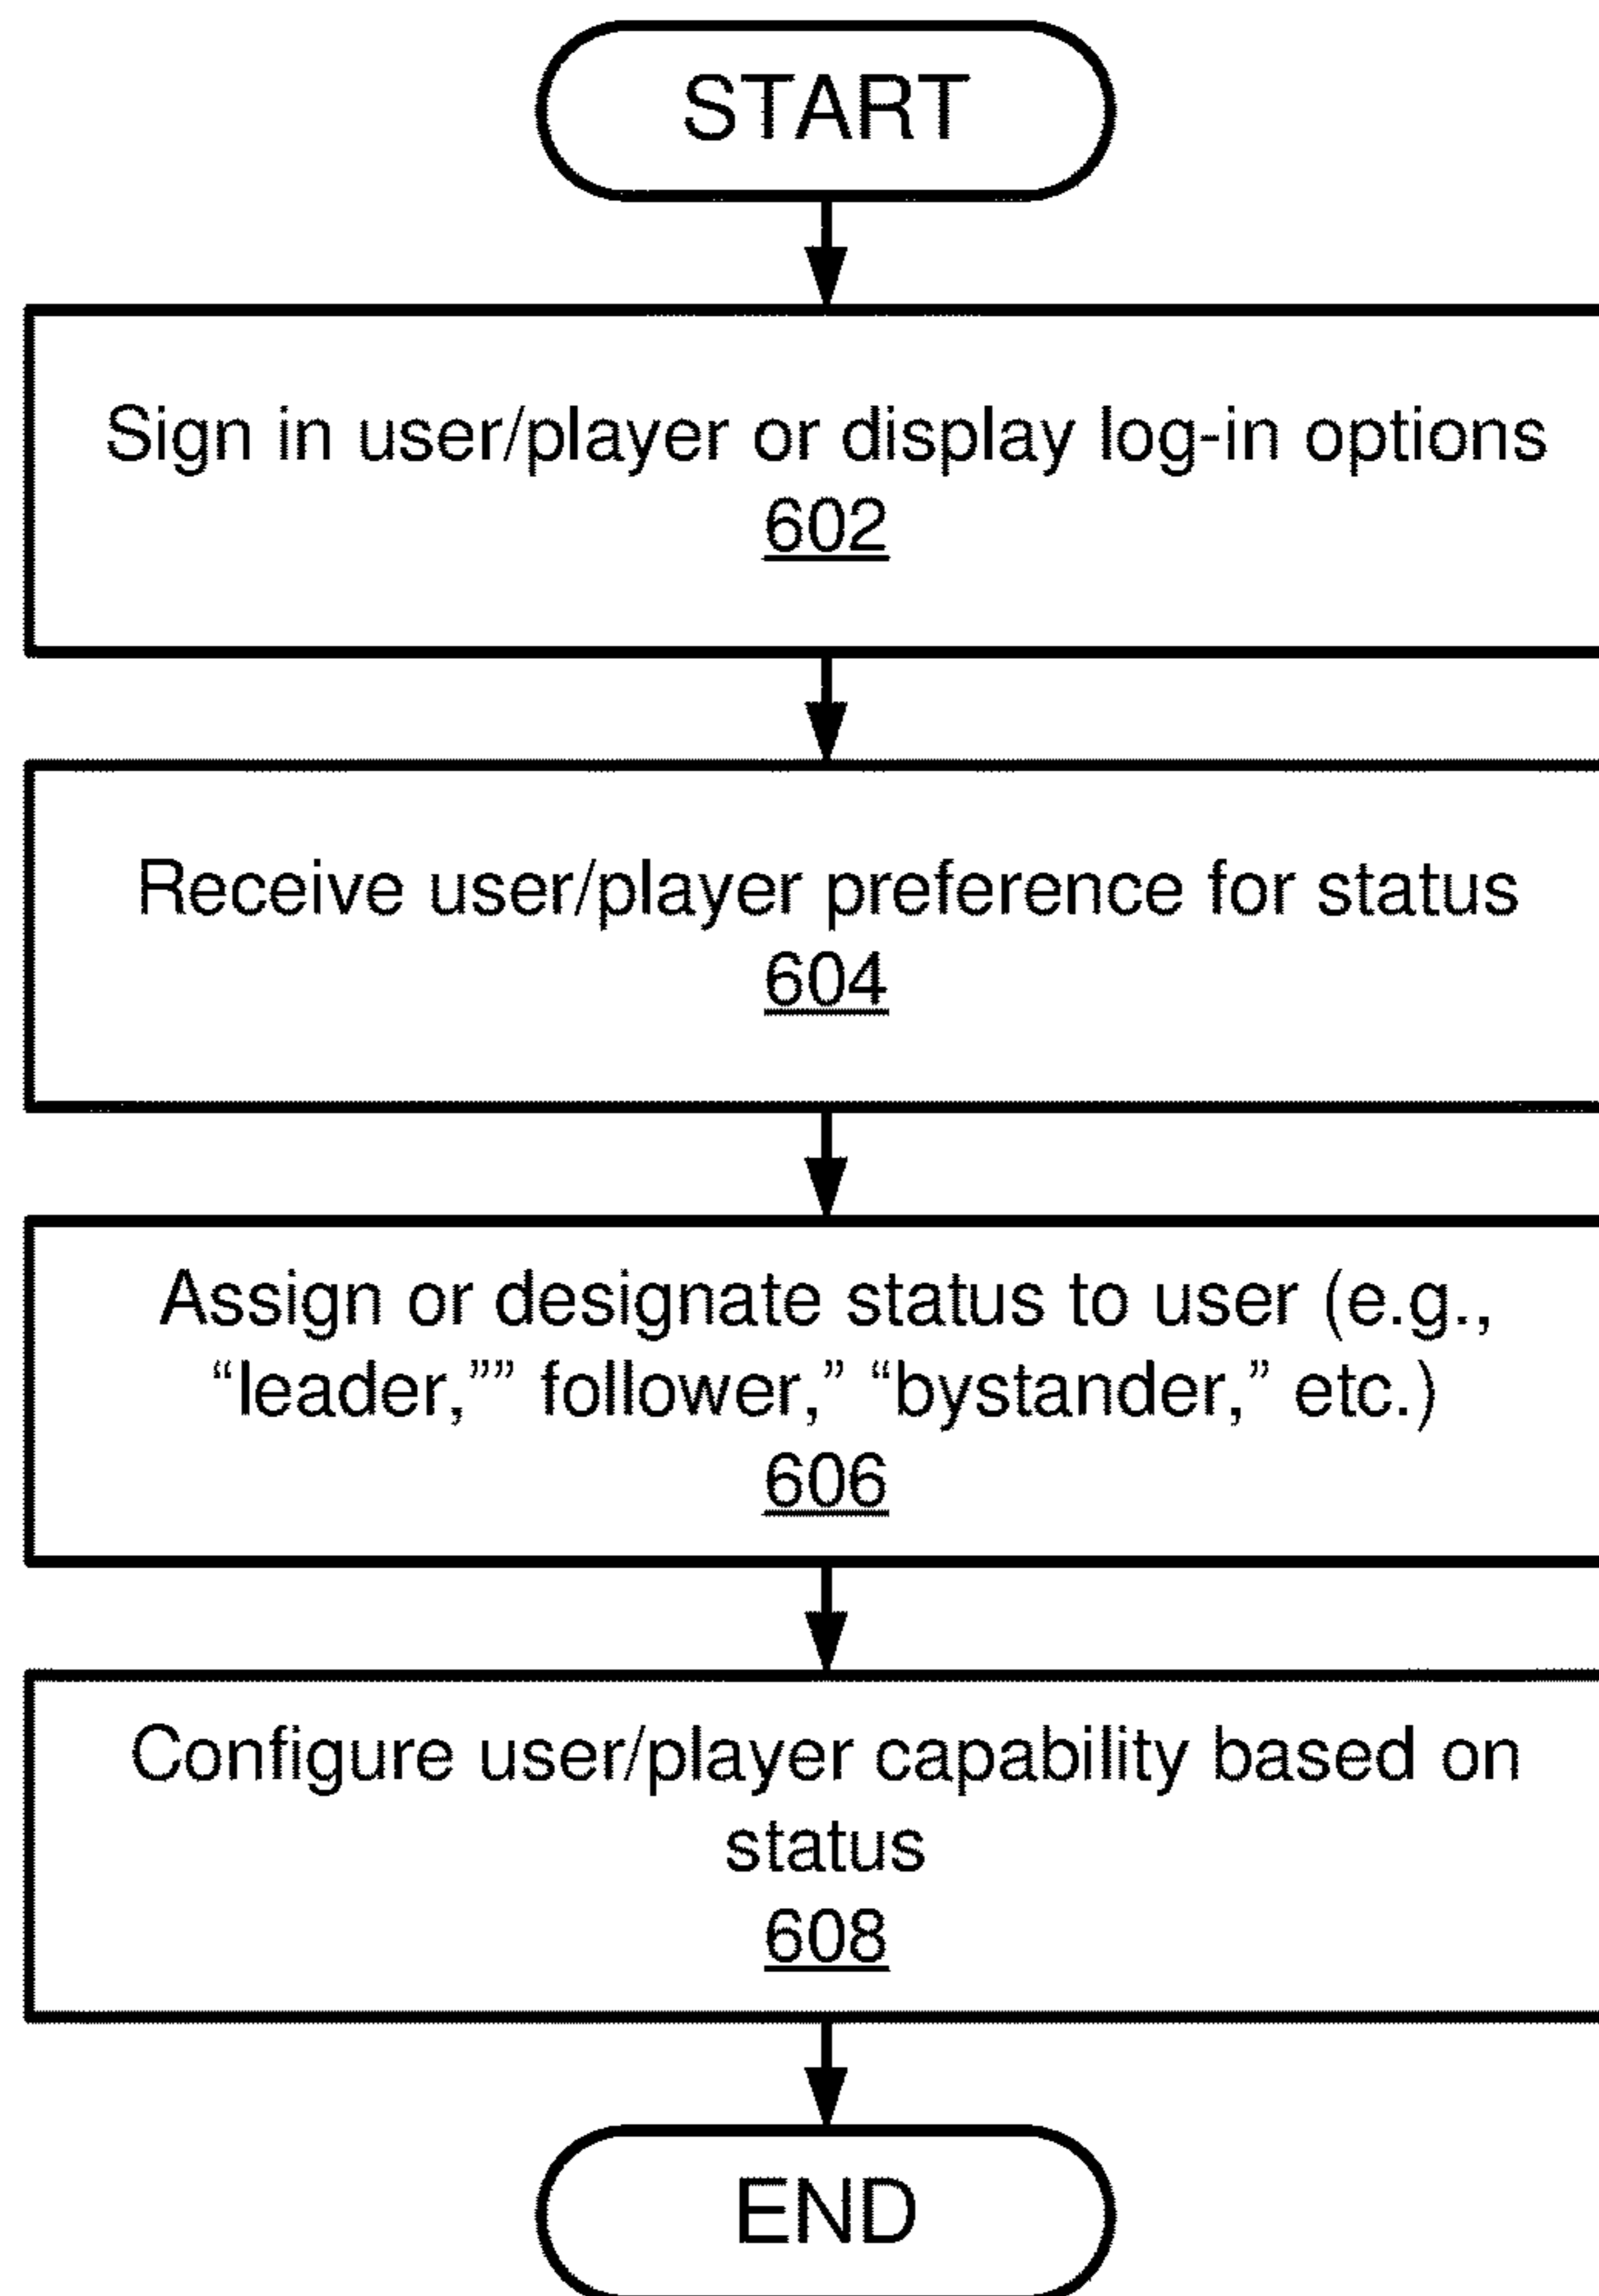 START
Sign in user/player or display log-in options
602
Receive user/player preference for status
604
Assign or designate status to user (e.g.,
“leader,”” follower,” “bystander,” etc.)
606
Configure user/player capability based on
status
608
END